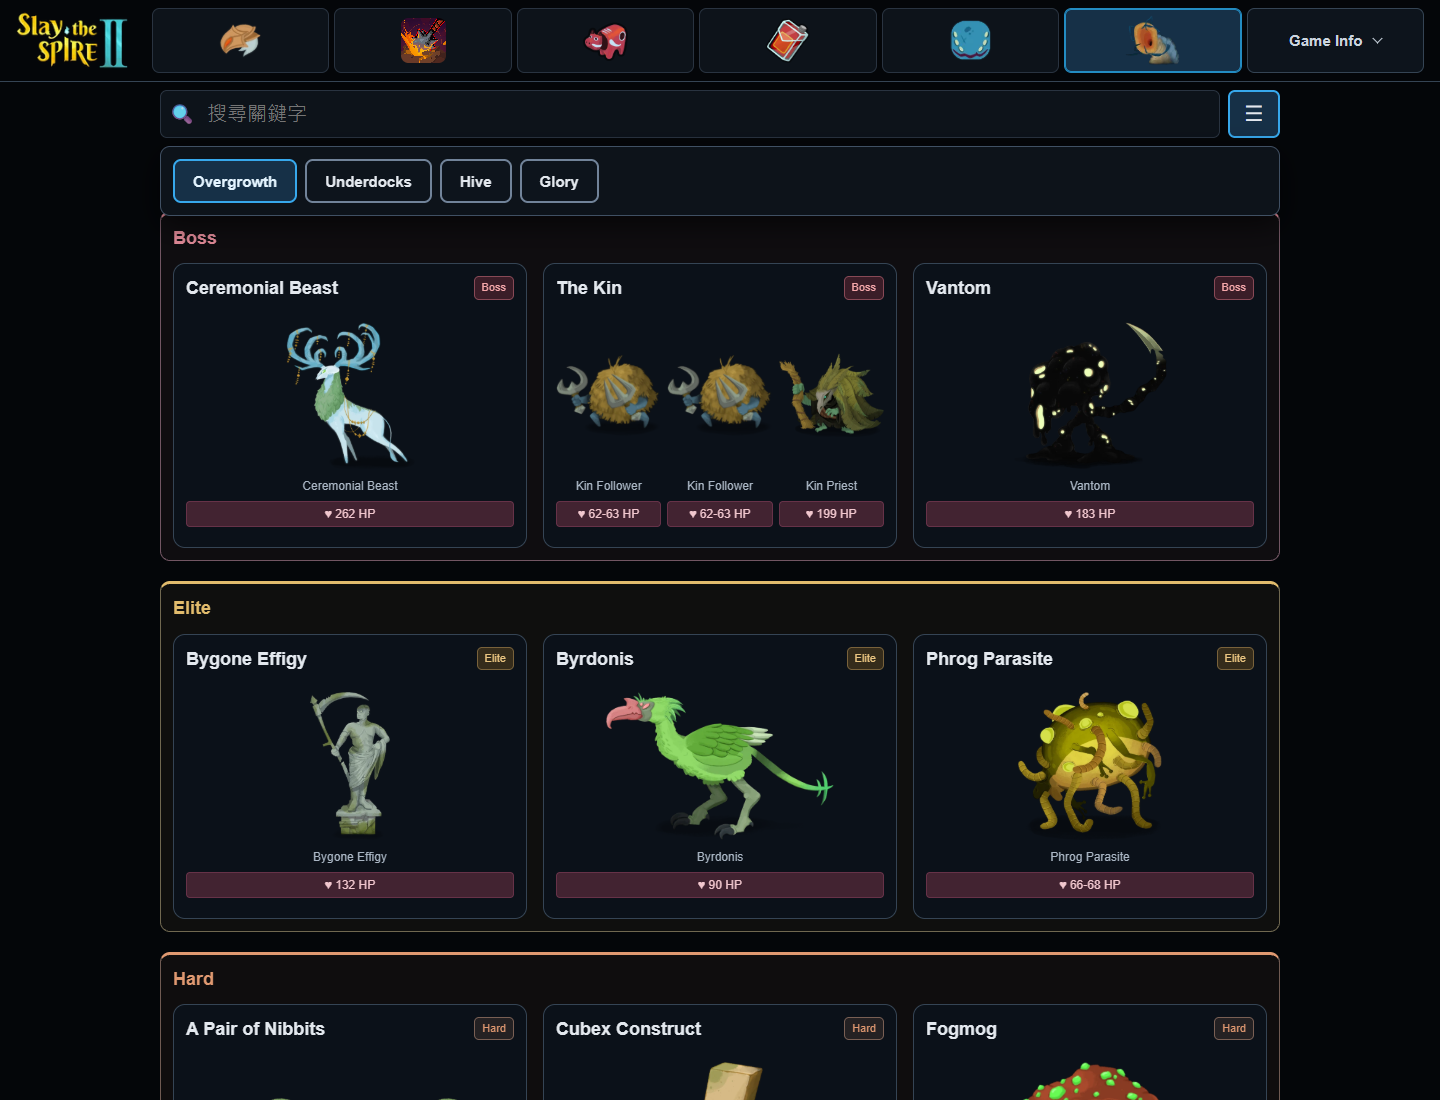 Slay the
SPIRE II
Game Info
搜尋關鍵字
Overgrowth
Underdocks
Hive
Glory
Boss
Ceremonial Beast
Boss
The Kin
Boss
Vantom
Boss
Ceremonial Beast
Kin Follower
Kin Follower
Kin Priest
Vantom
♥ 262 HP
♥ 62-63 HP
♥ 62-63 HP
♥ 199 HP
♥ 183 HP
Elite
Bygone Effigy
Elite
Byrdonis
Elite
Phrog Parasite
Elite
Bygone Effigy
Byrdonis
Phrog Parasite
♥ 132 HP
♥ 90 HP
♥ 66-68 HP
Hard
A Pair of Nibbits
Hard
Cubex Construct
Hard
Fogmog
Hard